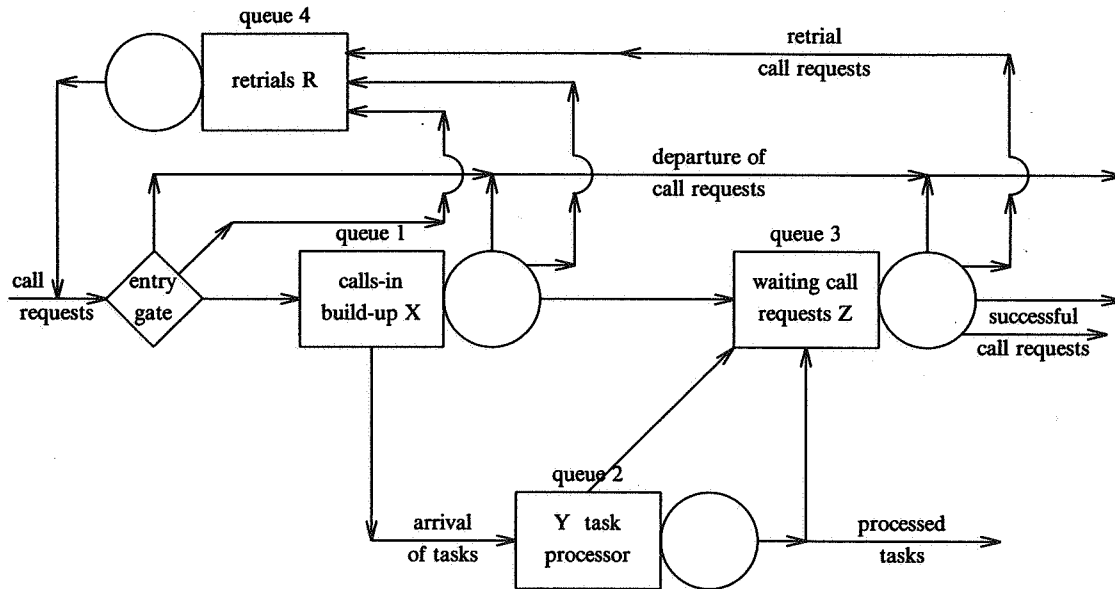 queue 4
retrials R
retrial
call requests
departure of
call requests
queue 1
queue 3
call
requests
entry
gate
calls-in
build-up X
waiting call
requests Z
successful
call requests
queue 2
arrival
of tasks
Y task
processor
processed
tasks